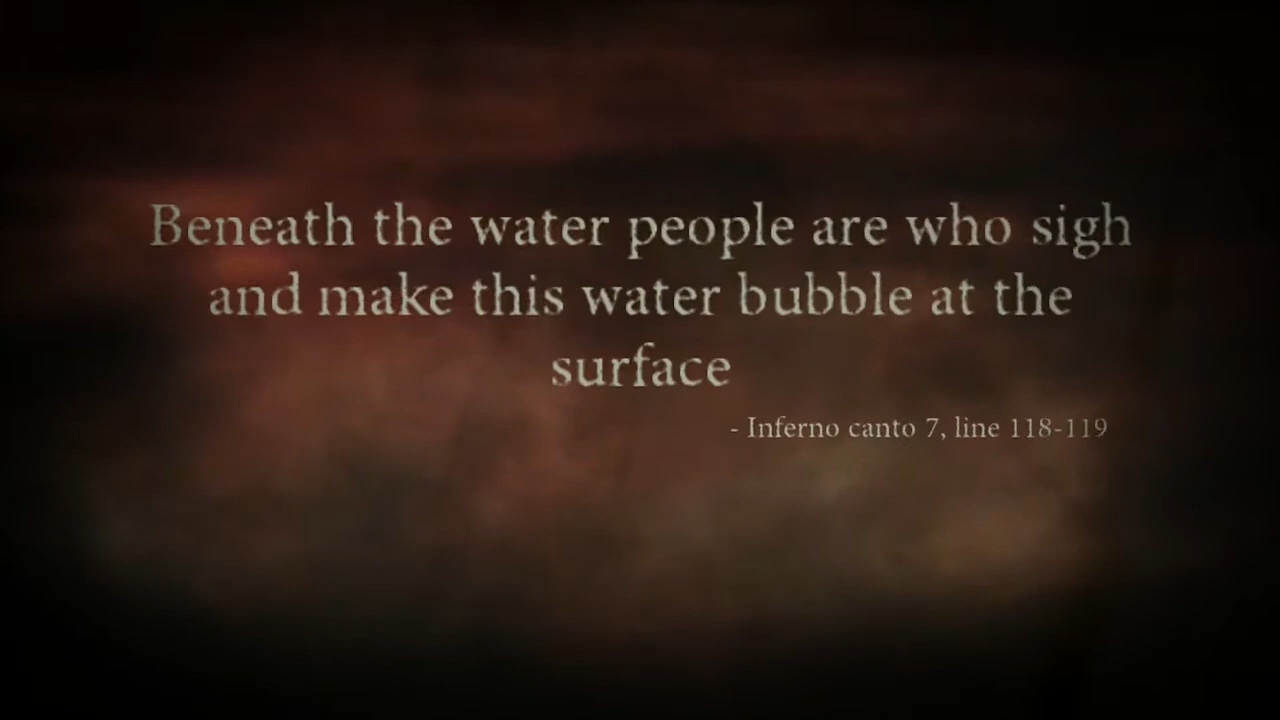 Beneath the water people are who sigh
and make this water bubble at the
surface
- Inferno canto 7, line 118-119